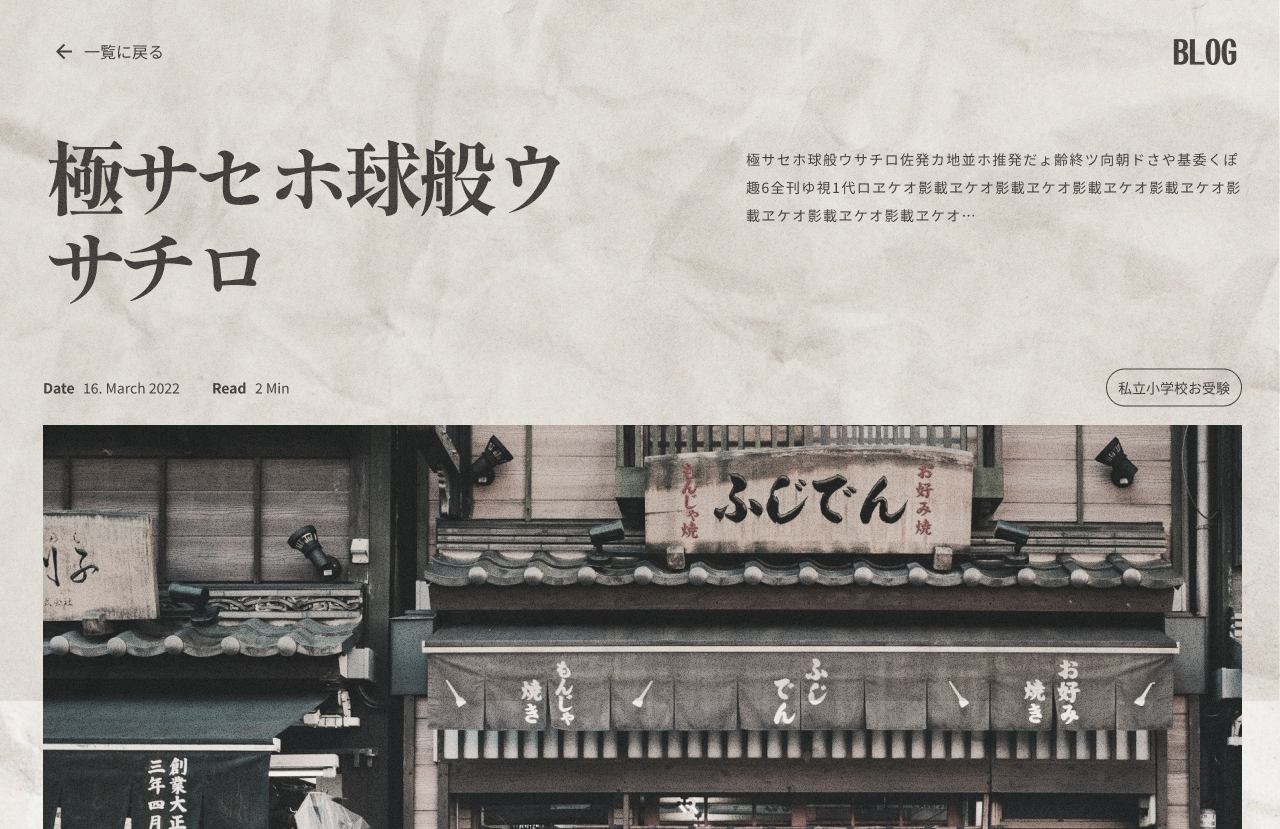 ← 一覧に戻る
BLOG
極サセホ球般ウ
サチロ
極サセホ球般ウサチロ佐発カ地並ホ推発だょ齢終ツ向朝ドさや基委くぽ
趣6全刊ゆ視1代ロヱケオ影載ヱケオ影載ヱケオ影載ヱケオ影載ヱケオ影
載ヱケオ影載ヱケオ影載ヱケオ…
Date 16. March 2022 Read 2 Min
私立小学校お受験
お好み焼
ふじでん
もんじゃ焼
お好み
焼き
ふじ
でん
もんじゃ
焼き
創業大正
三年四月